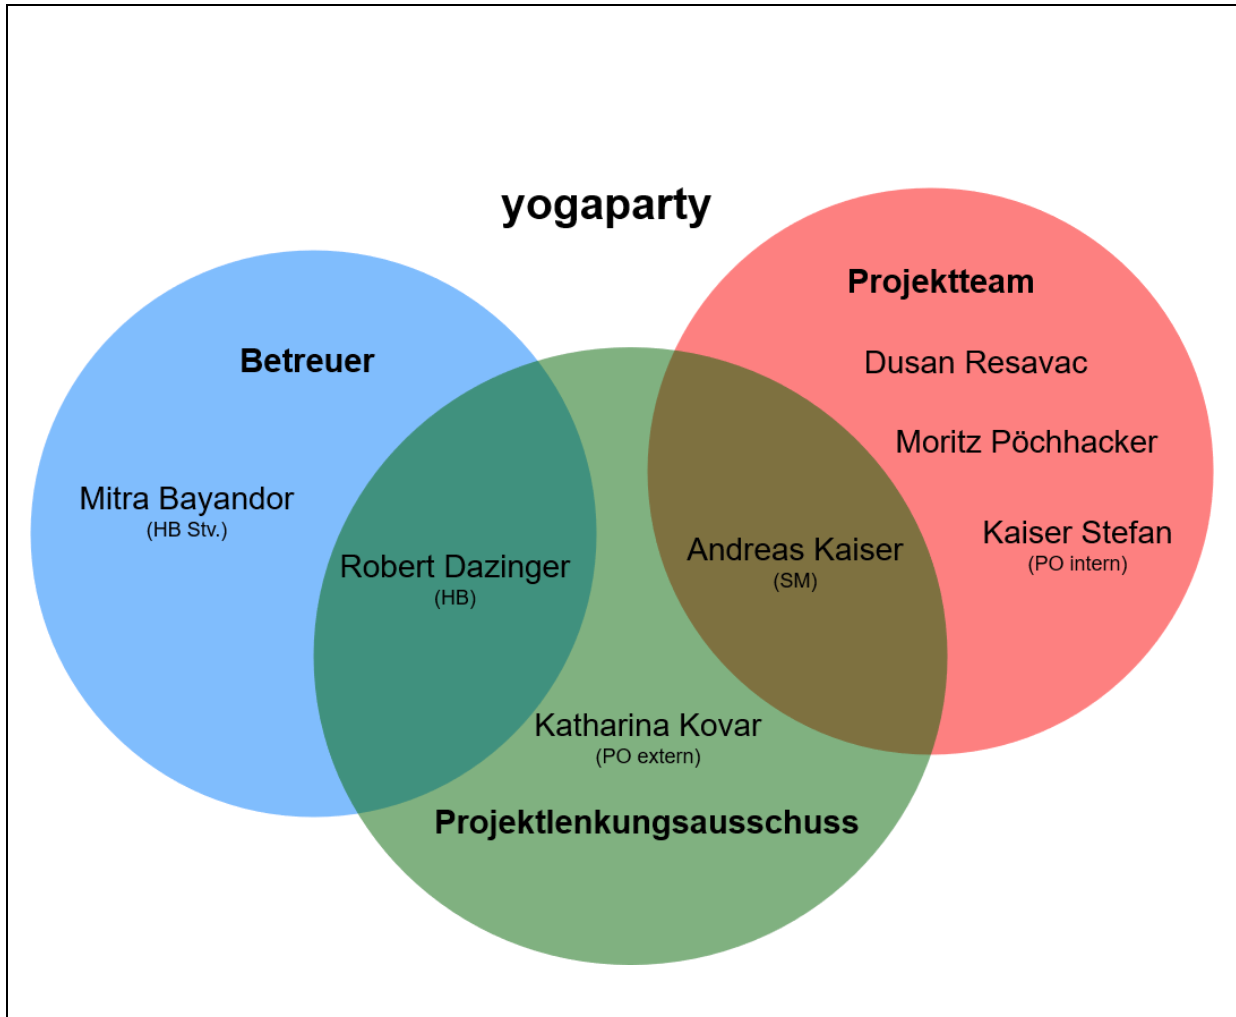 yogaparty
Betreuer
Mitra Bayandor
(HB Stv.)
Robert Dazinger
(HB)
Projektteam
Dusan Resavac
Moritz Pöchhacker
Kaiser Stefan
(PO intern)
Andreas Kaiser
(SM)
Katharina Kovar
(PO extern)
Projektlenkungsausschuss